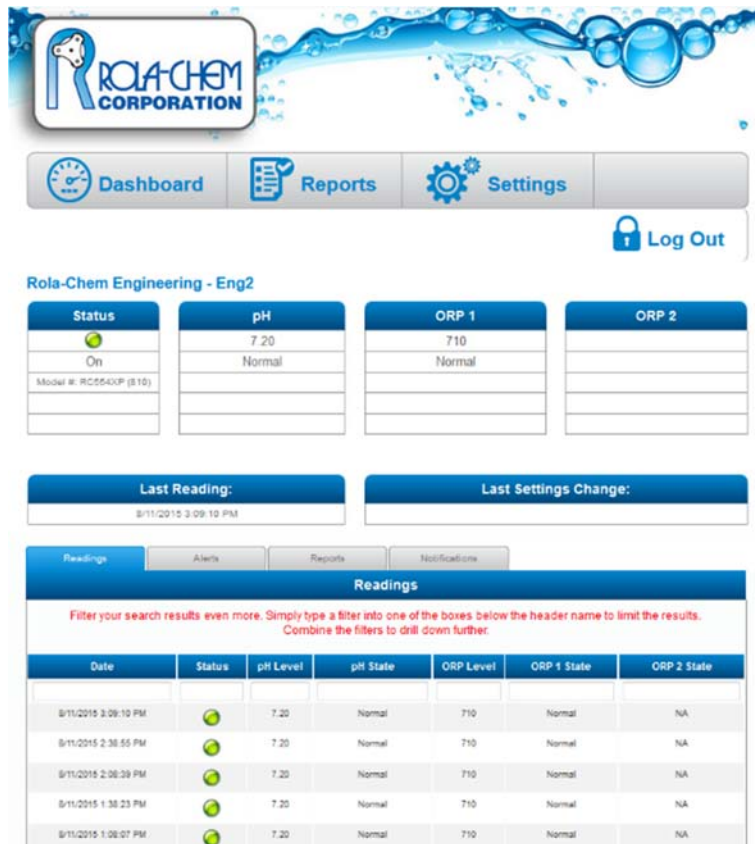 ROLA-CHEM
CORPORATION
Dashboard Reports Settings
Log Out
Rola-Chem Engineering - Eng2
Status pH ORP 1 ORP 2
7.20 710
On Normal Normal
Model #: RC554XP (810)
Last Reading: Last Settings Change:
8/11/2015 3:09:10 PM
Readings Alerts Reports Notifications
Readings
Filter your search results even more. Simply type a filter into one of the boxes below the header name to limit the results.
Combine the filters to drill down further.
Date Status pH Level pH State ORP Level ORP 1 State ORP 2 State
8/11/2015 3:09:10 PM 7.20 Normal 710 Normal NA
8/11/2015 2:38:55 PM 7.20 Normal 710 Normal NA
8/11/2015 2:08:39 PM 7.20 Normal 710 Normal NA
8/11/2015 1:38:23 PM 7.20 Normal 710 Normal NA
8/11/2015 1:08:07 PM 7.20 Normal 710 Normal NA